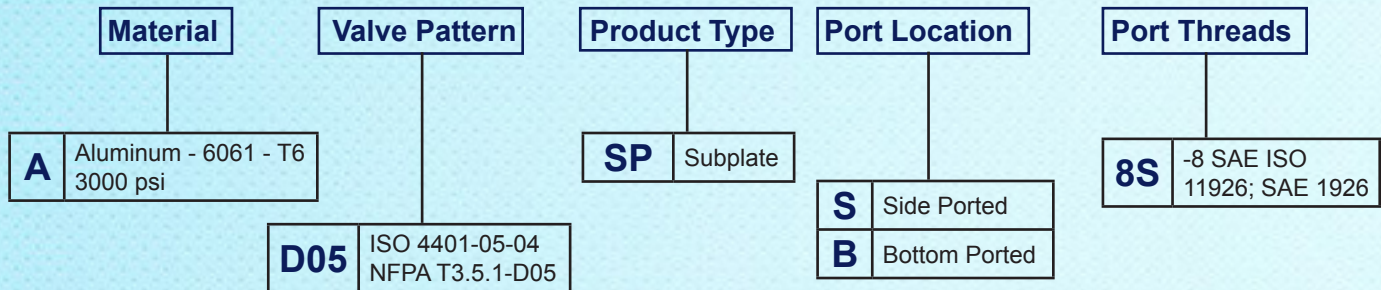 Material
Valve Pattern
Product Type
Port Location
Port Threads
A
Aluminum - 6061 - T6
3000 psi
D05
ISO 4401-05-04
NFPA T3.5.1-D05
SP
Subplate
S
Side Ported
B
Bottom Ported
8S
-8 SAE ISO
11926; SAE 1926